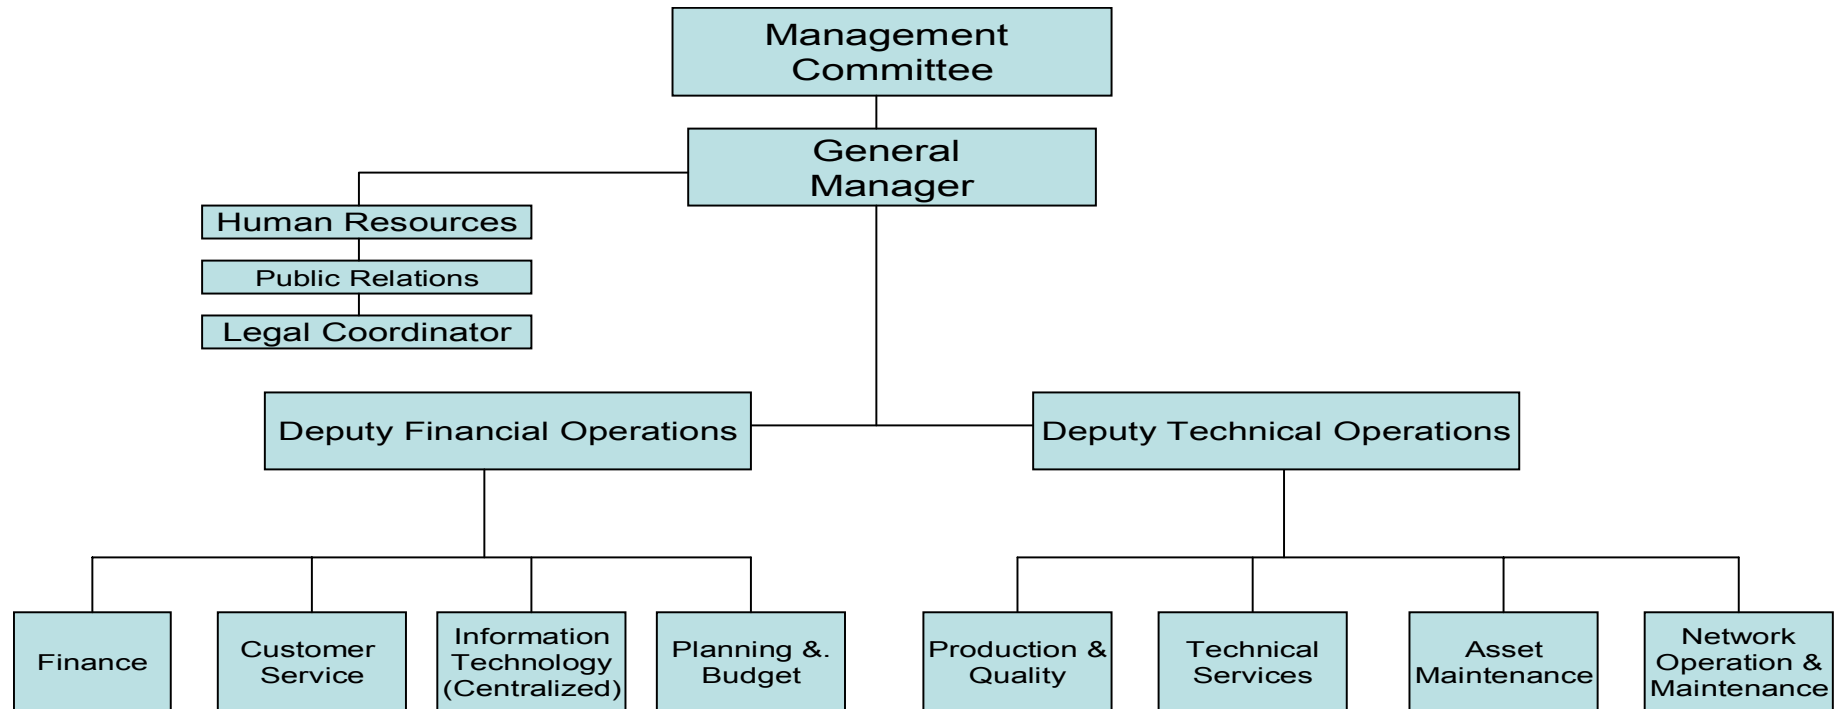 Management
Committee
General
Manager
Human Resources
Public Relations
Legal Coordinator
Deputy Financial Operations
Deputy Technical Operations
Finance
Customer
Service
Information
Technology
(Centralized)
Planning &.
Budget
Production &
Quality
Technical
Services
Asset
Maintenance
Network
Operation &
Maintenance